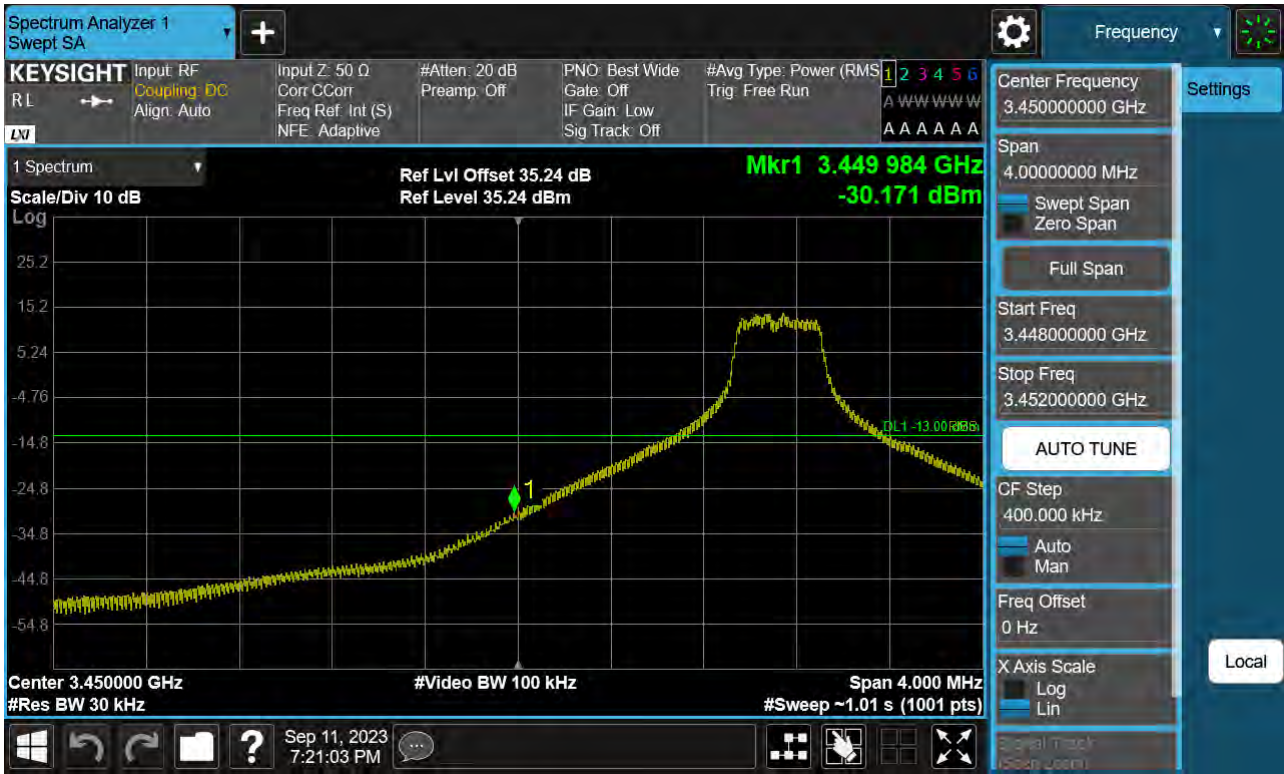 Spectrum Analyzer 1
Swept SA
Frequency
KEYSIGHT
RL
LXI
Input: RF
Coupling: DC
Align: Auto
Input Z: 50 Ω
Corr CCorr
Freq Ref: Int (S)
NFE: Adaptive
#Atten: 20 dB
Preamp: Off
PNO: Best Wide
Gate: Off
IF Gain: Low
Sig Track: Off
#Avg Type: Power (RMS
Trig: Free Run
1 2 3 4 5 6
A W W W W W
A A A A A A
1 Spectrum
Scale/Div 10 dB
Log
Ref Lvl Offset 35.24 dB
Ref Level 35.24 dBm
Mkr1 3.449 984 GHz
-30.171 dBm
25.2
15.2
5.24
-4.76
-14.8
-24.8
-34.8
-44.8
-54.8
DL1 -13.00
1
Center 3.450000 GHz
#Res BW 30 kHz
#Video BW 100 kHz
Span 4.000 MHz
#Sweep ~1.01 s (1001 pts)
Sep 11, 2023
7:21:03 PM
?
Center Frequency
3.450000000 GHz
Span
4.00000000 MHz
Swept Span
Zero Span
Full Span
Start Freq
3.448000000 GHz
Stop Freq
3.452000000 GHz
AUTO TUNE
CF Step
400.000 kHz
Auto
Man
Freq Offset
0 Hz
X Axis Scale
Log
Lin
Signal Track
(Span Zoom)
Settings
Local